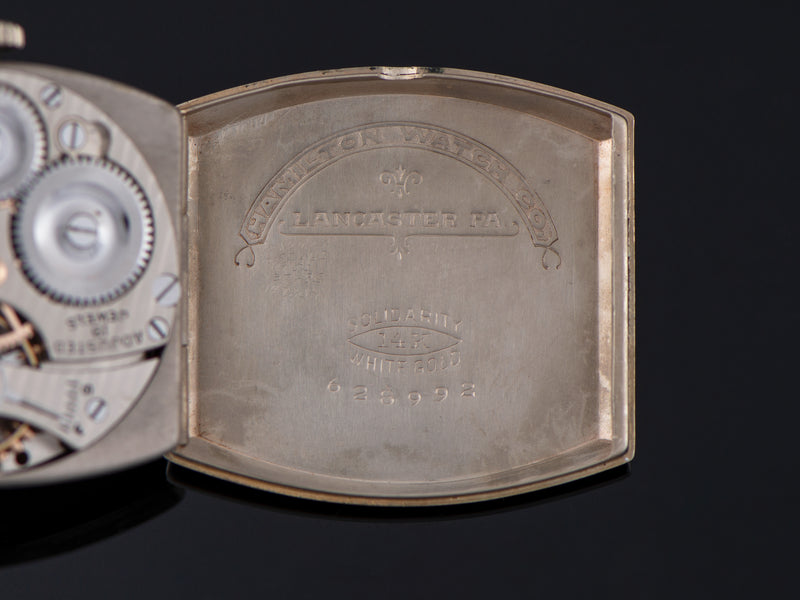 HAMILTON WATCH CO.
LANCASTER PA.
SOLIDARITY
14K
WHITE GOLD
628992
19
JEWELS
ADJUSTED